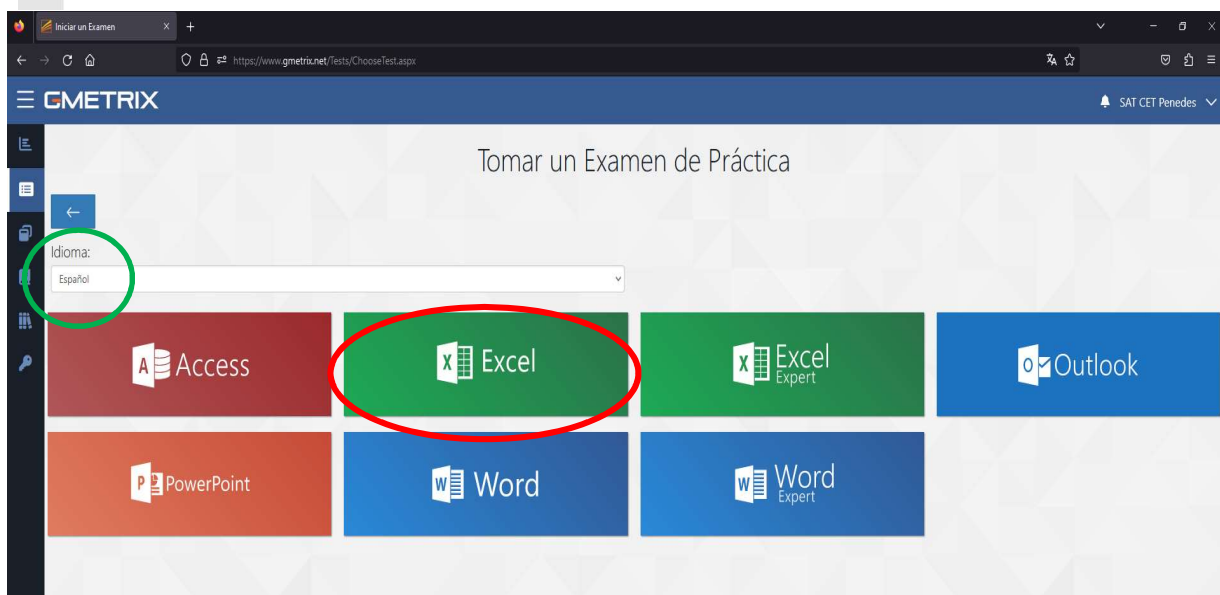 Iniciar un Examen
https://www.gmetrix.net/Tests/ChooseTest.aspx
GMETRIX
SAT CET Penedes
Tomar un Examen de Práctica
Idioma:
Español
A Access
X Excel
X Excel Expert
O Outlook
P PowerPoint
W Word
W Word Expert